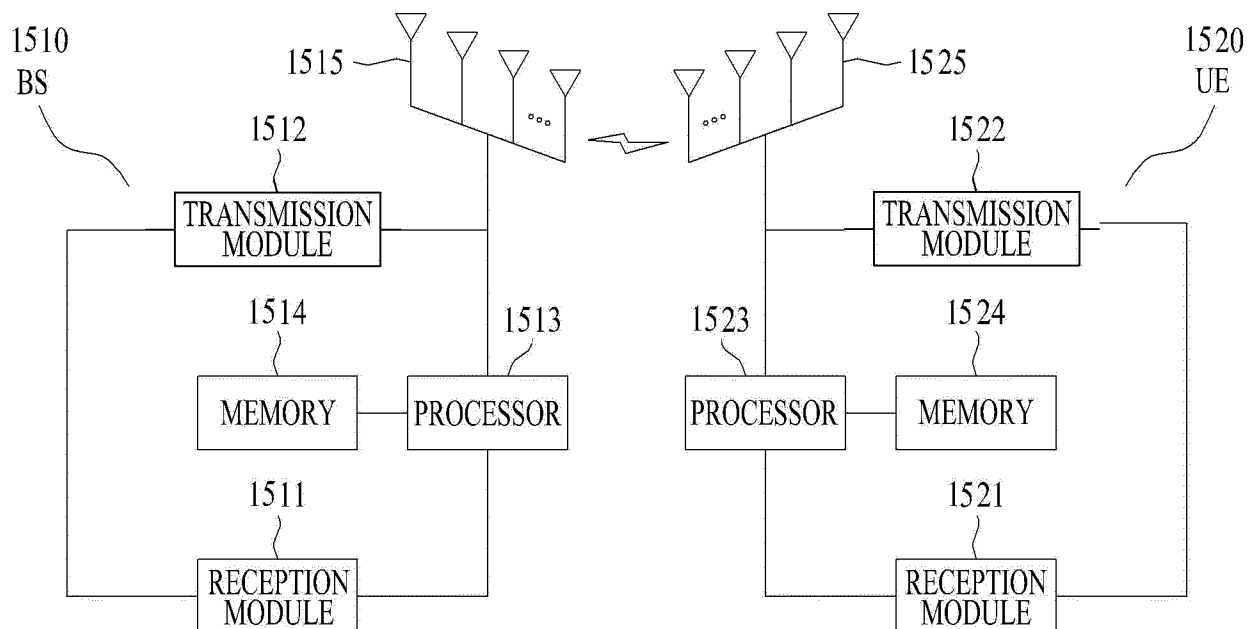 1510
BS
1515
1525
1520
UE
1512
TRANSMISSION
MODULE
1522
TRANSMISSION
MODULE
1514
MEMORY
1513
PROCESSOR
1523
PROCESSOR
1524
MEMORY
1511
RECEPTION
MODULE
1521
RECEPTION
MODULE